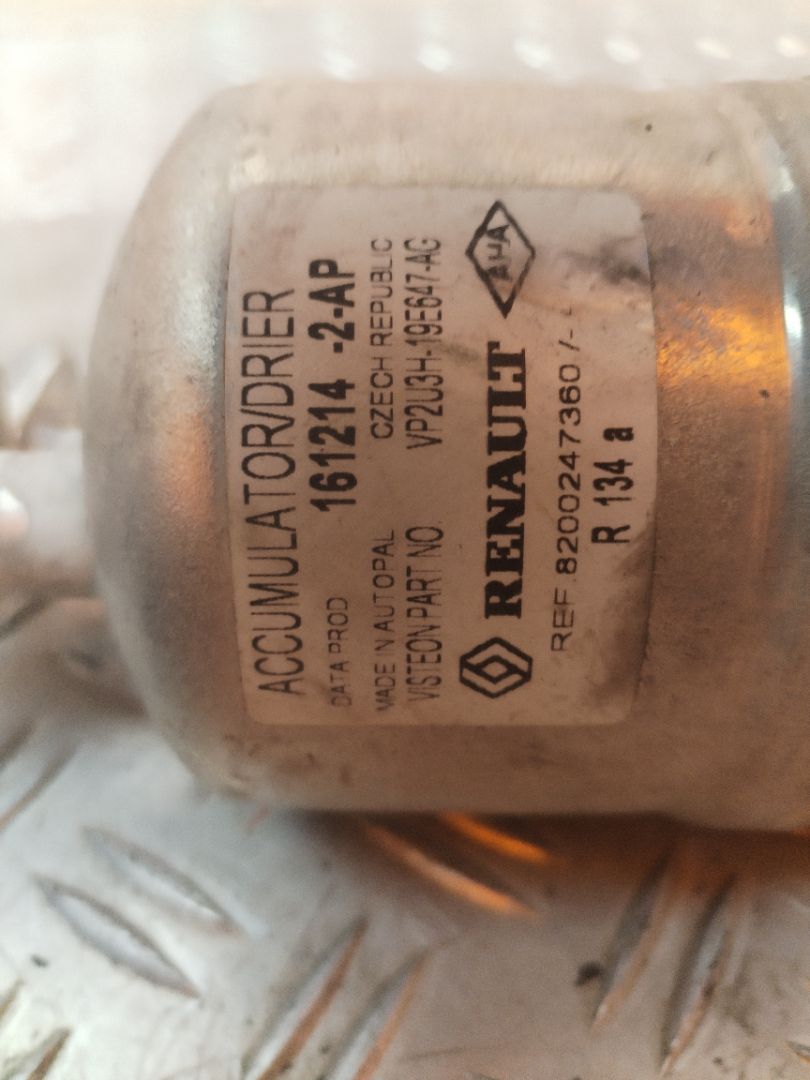 ACCUMULATOR/DRIER
DATA PROD 161214 -2-AP
MADE IN AUTOPAL CZECH REPUBLIC
VISTEON PART NO. VP2U3H-19E647-AG
RENAULT
REF.8200247360/--
R 134 a